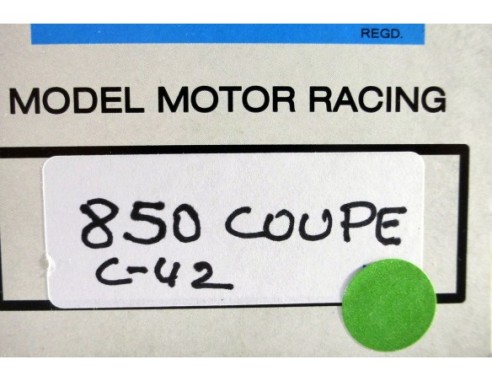 REGD.
MODEL MOTOR RACING
850 COUPE
C-42